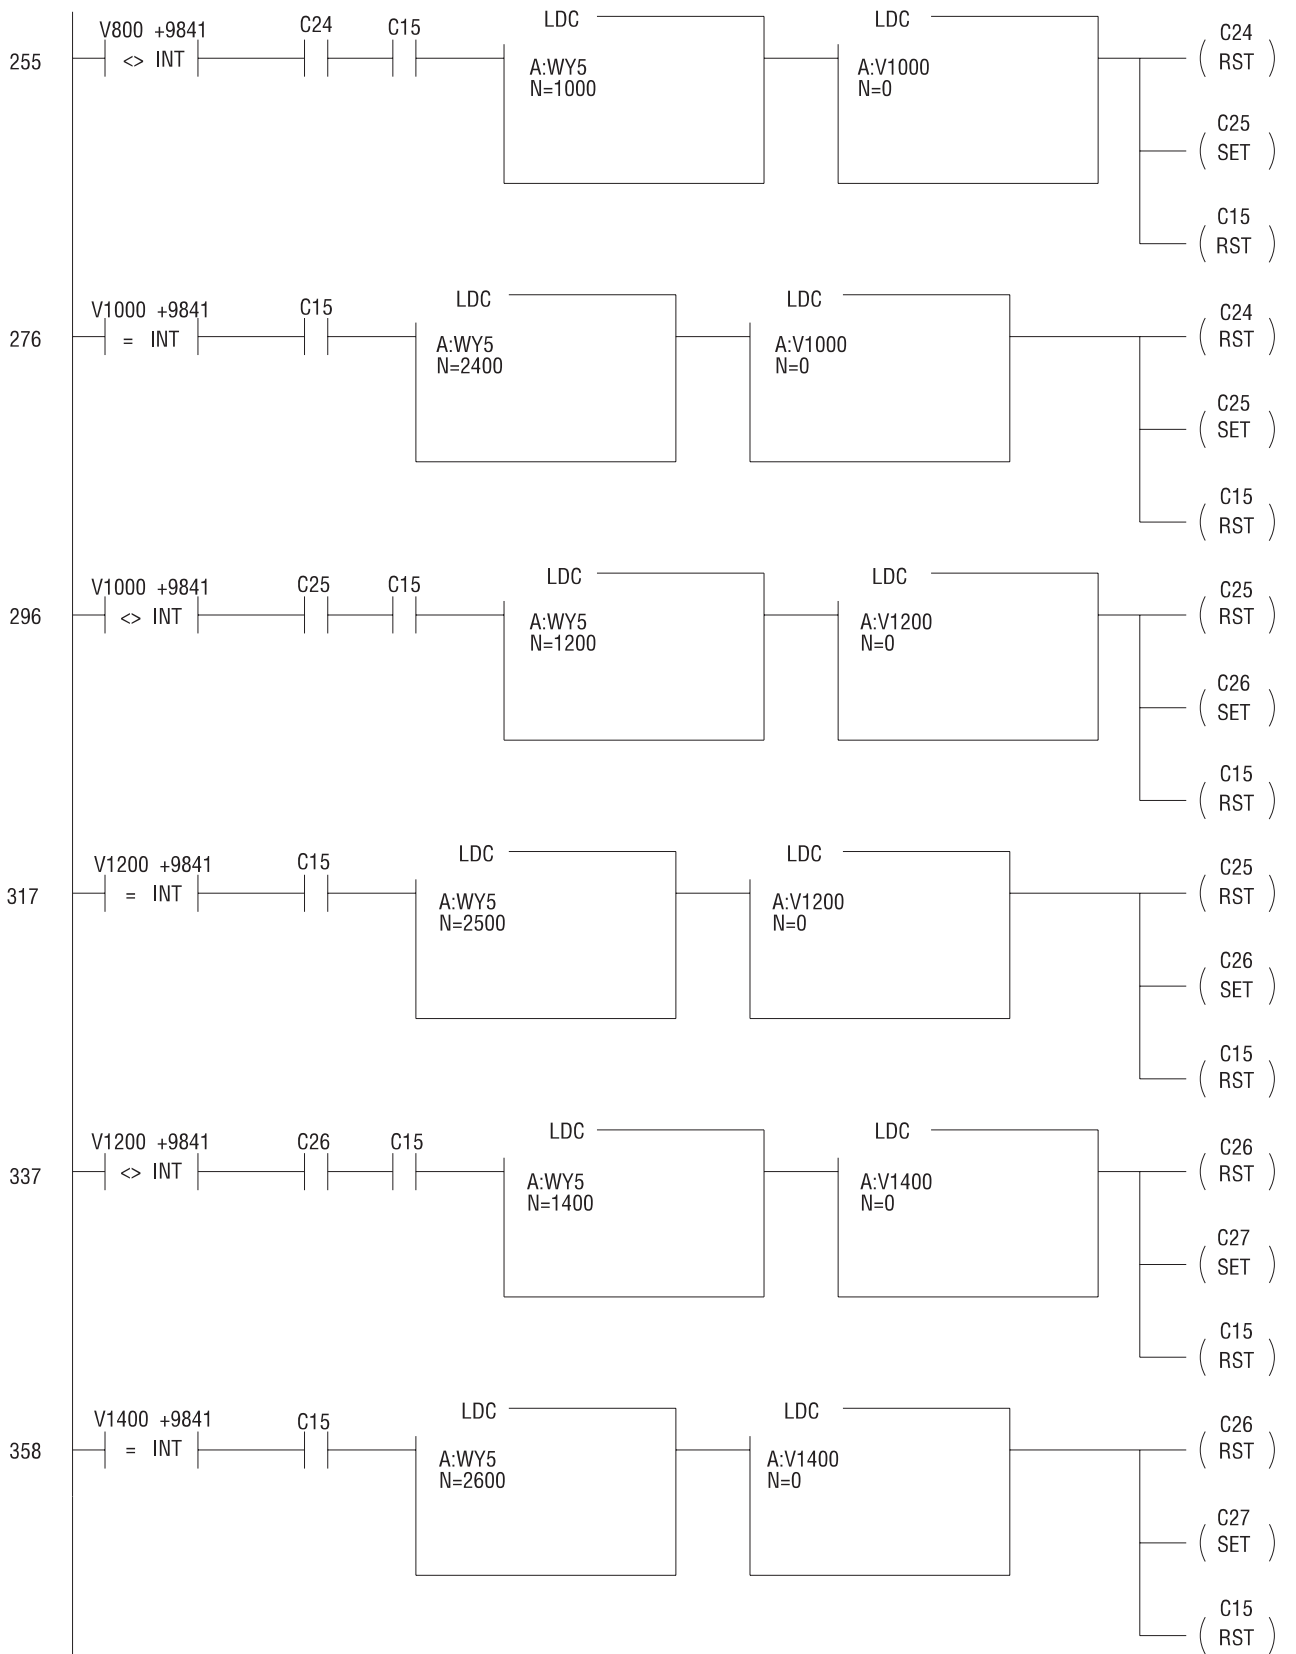 255
V800 +9841
<> INT
C24
C15
LDC
A:WY5
N=1000
LDC
A:V1000
N=0
C24
RST
C25
SET
C15
RST
276
V1000 +9841
= INT
C15
LDC
A:WY5
N=2400
LDC
A:V1000
N=0
C24
RST
C25
SET
C15
RST
296
V1000 +9841
<> INT
C25
C15
LDC
A:WY5
N=1200
LDC
A:V1200
N=0
C25
RST
C26
SET
C15
RST
317
V1200 +9841
= INT
C15
LDC
A:WY5
N=2500
LDC
A:V1200
N=0
C25
RST
C26
SET
C15
RST
337
V1200 +9841
<> INT
C26
C15
LDC
A:WY5
N=1400
LDC
A:V1400
N=0
C26
RST
C27
SET
C15
RST
358
V1400 +9841
= INT
C15
LDC
A:WY5
N=2600
LDC
A:V1400
N=0
C26
RST
C27
SET
C15
RST